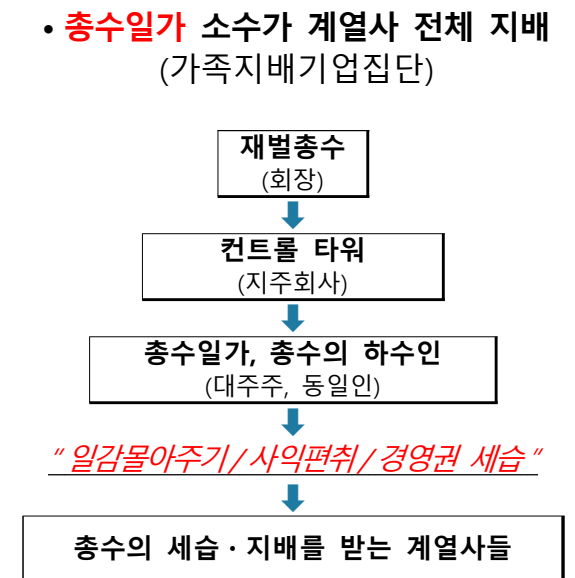 • 총수일가 소수가 계열사 전체 지배
(가족지배기업집단)
재벌총수
(회장)
컨트롤 타워
(지주회사)
총수일가, 총수의 하수인
(대주주, 동일인)
“ 일감몰아주기 / 사익편취 / 경영권 세습 “
총수의 세습 · 지배를 받는 계열사들